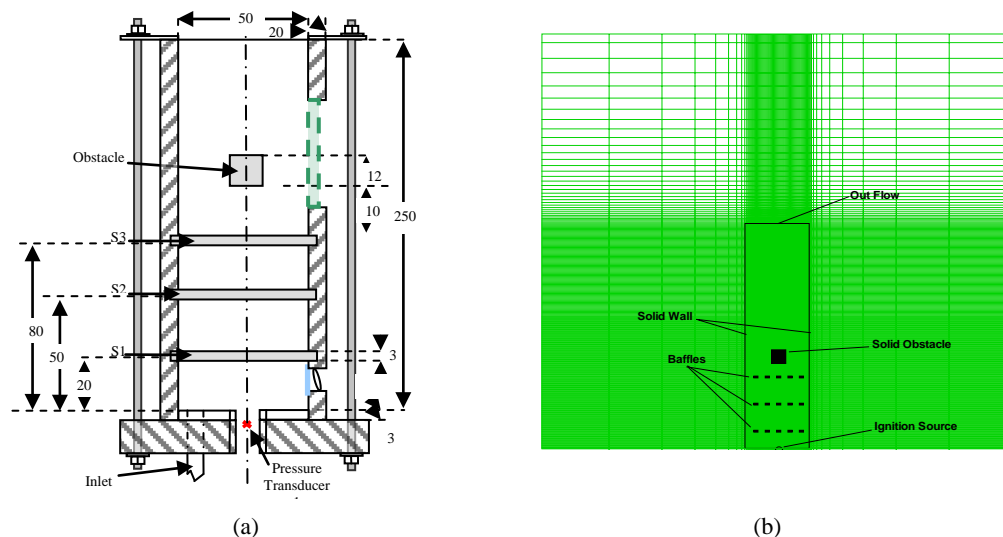 50
20
Obstacle
12
10
250
S3
S2
S1
80
50
20
3
3
Inlet
Pressure
Transducer
(a)
Out Flow
Solid Wall
Solid Obstacle
Baffles
Ignition Source
(b)